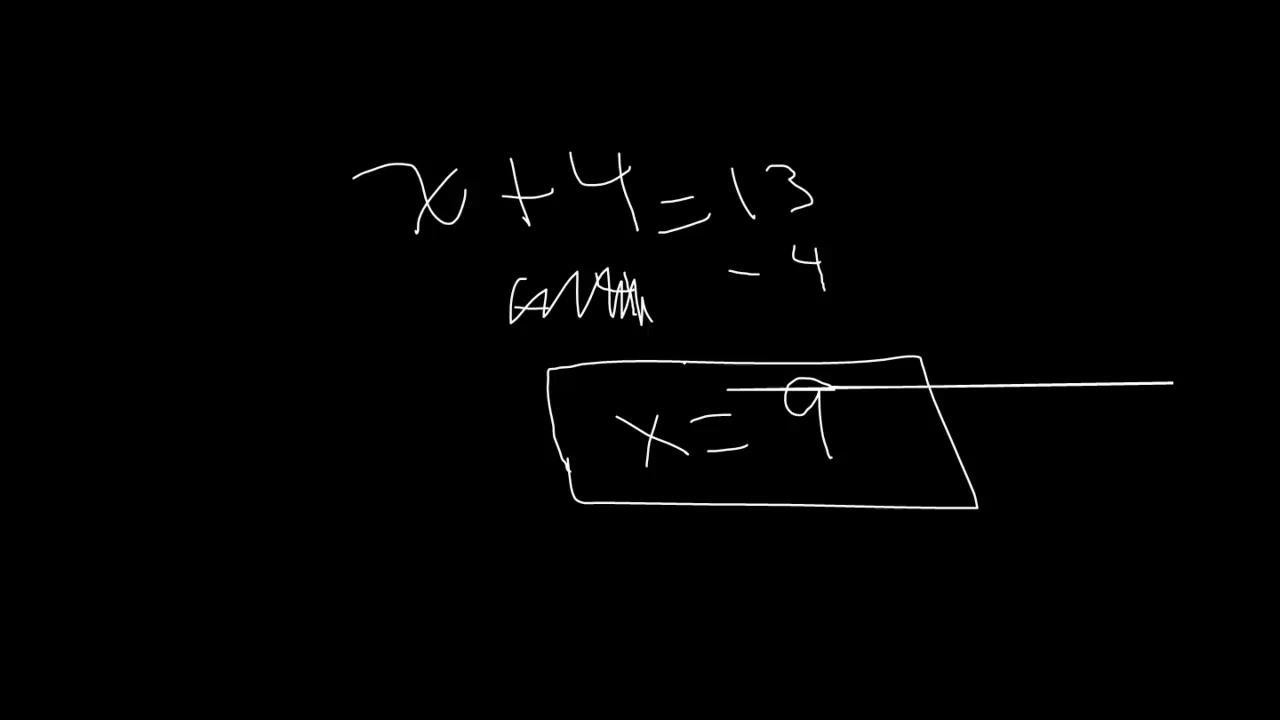 x + 4 = 13
- 4
x = 9